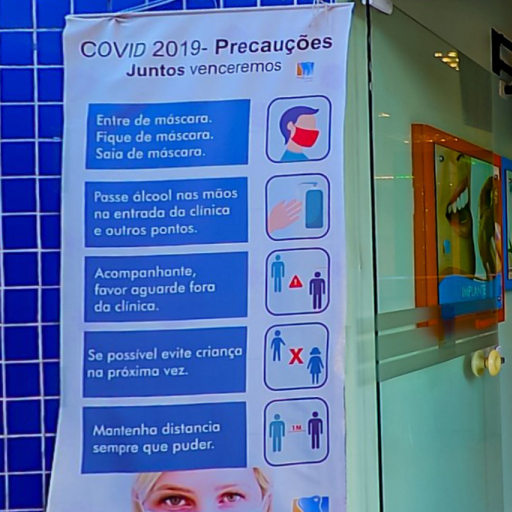 COVID 2019- Precauções
Juntos venceremos
Entre de máscara.
Fique de máscara.
Saia de máscara.
Passe álcool nas mãos
na entrada da clínica
e outros pontos.
Acompanhante,
favor aguarde fora
da clínica.
Se possível evite criança
na próxima vez.
X
Mantenha distancia
sempre que puder.
1M
IMPLANTE